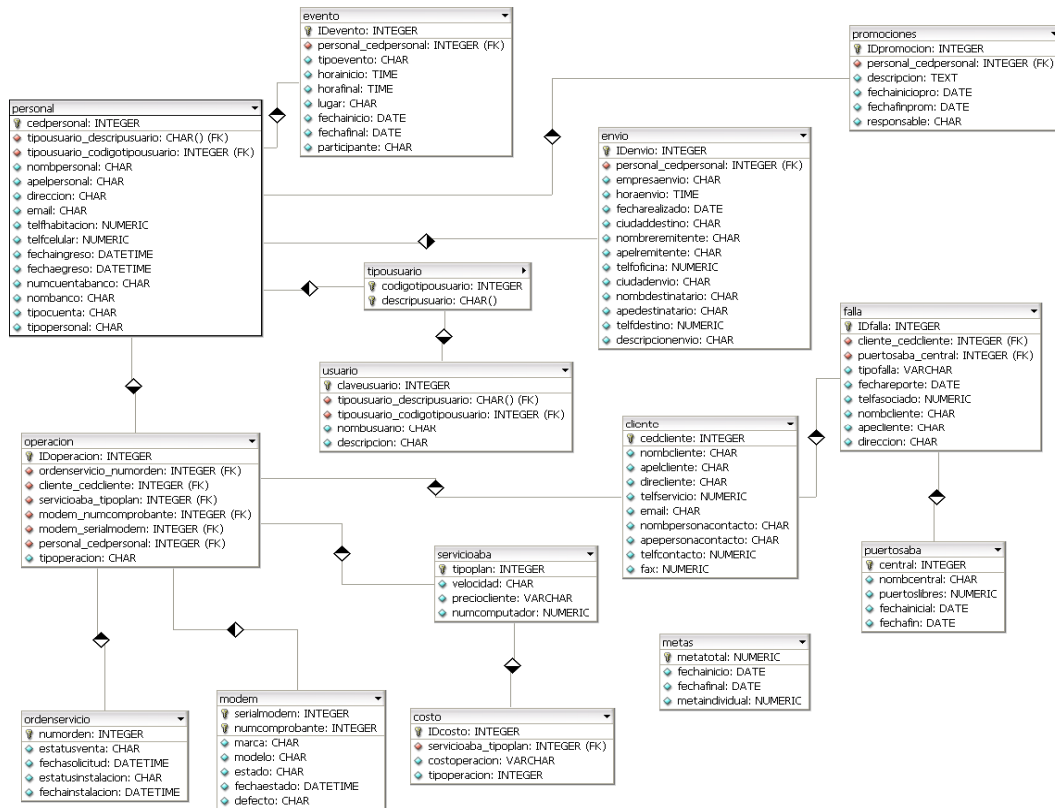 evento
IDevento: INTEGER
personal_cedpersonal: INTEGER (FK)
tipoevento: CHAR
horainicio: TIME
horafinal: TIME
lugar: CHAR
fechainicio: DATE
fechafinal: DATE
participante: CHAR
promociones
IDpromocion: INTEGER
personal_cedpersonal: INTEGER (FK)
descripcion: TEXT
fechainiciopro: DATE
fechafinprom: DATE
responsable: CHAR
personal
cedpersonal: INTEGER
tipousuario_descripusuario: CHAR() (FK)
tipousuario_codigotipousuario: INTEGER (FK)
nombpersonal: CHAR
apelpersonal: CHAR
direccion: CHAR
email: CHAR
telfhabitacion: NUMERIC
telfcelular: NUMERIC
fechaingreso: DATETIME
fechaegreso: DATETIME
numcuentabanco: CHAR
nombanco: CHAR
tipocuenta: CHAR
tipopersonal: CHAR
envio
IDenvio: INTEGER
personal_cedpersonal: INTEGER (FK)
empresaenvio: CHAR
horaenvio: TIME
fecharealizado: DATE
ciudaddestino: CHAR
nombreremitente: CHAR
apelremitente: CHAR
telfoficina: NUMERIC
ciudadenvio: CHAR
nombdestinatario: CHAR
apedestinatario: CHAR
telfdestino: NUMERIC
descripcionenvio: CHAR
tipousuario
codigotipousuario: INTEGER
descripusuario: CHAR()
falla
IDfalla: INTEGER
cliente_cedcliente: INTEGER (FK)
puertosaba_central: INTEGER (FK)
tipofalla: VARCHAR
fechareporte: DATE
telfasociado: NUMERIC
nombcliente: CHAR
apecliente: CHAR
direccion: CHAR
usuario
claveusuario: INTEGER
tipousuario_descripusuario: CHAR() (FK)
tipousuario_codigotipousuario: INTEGER (FK)
nombusuario: CHAR
descripcion: CHAR
cliente
cedcliente: INTEGER
nombcliente: CHAR
apelcliente: CHAR
direcliente: CHAR
telfservicio: NUMERIC
email: CHAR
nombpersonacontacto: CHAR
apepersonacontacto: CHAR
telfcontacto: NUMERIC
fax: NUMERIC
operacion
IDoperacion: INTEGER
ordenservicio_numorden: INTEGER (FK)
cliente_cedcliente: INTEGER (FK)
servicioaba_tipoplan: INTEGER (FK)
modem_numcomprobante: INTEGER (FK)
modem_serialmodem: INTEGER (FK)
personal_cedpersonal: INTEGER (FK)
tipoperacion: CHAR
servicioaba
tipoplan: INTEGER
velocidad: CHAR
preciocliente: VARCHAR
numcomputador: NUMERIC
puertosaba
central: INTEGER
nombcentral: CHAR
puertoslibres: NUMERIC
fechainicial: DATE
fechafin: DATE
metas
metatotal: NUMERIC
fechainicio: DATE
fechafinal: DATE
metaindividual: NUMERIC
ordenservicio
numorden: INTEGER
estatusventa: CHAR
fechasolicitud: DATETIME
estatusinstalacion: CHAR
fechainstalacion: DATETIME
modem
serialmodem: INTEGER
numcomprobante: INTEGER
marca: CHAR
modelo: CHAR
estado: CHAR
fechaestado: DATETIME
defecto: CHAR
costo
IDcosto: INTEGER
servicioaba_tipoplan: INTEGER (FK)
costoperacion: VARCHAR
tipoperacion: INTEGER